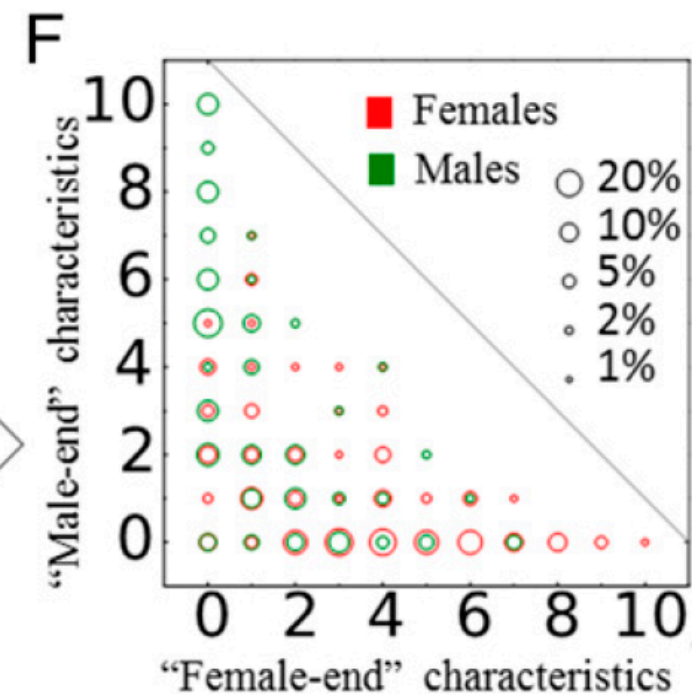 F
Females
Males
20%
10%
5%
2%
1%
“Male-end” characteristics
10
8
6
4
2
0
0 2 4 6 8 10
“Female-end” characteristics